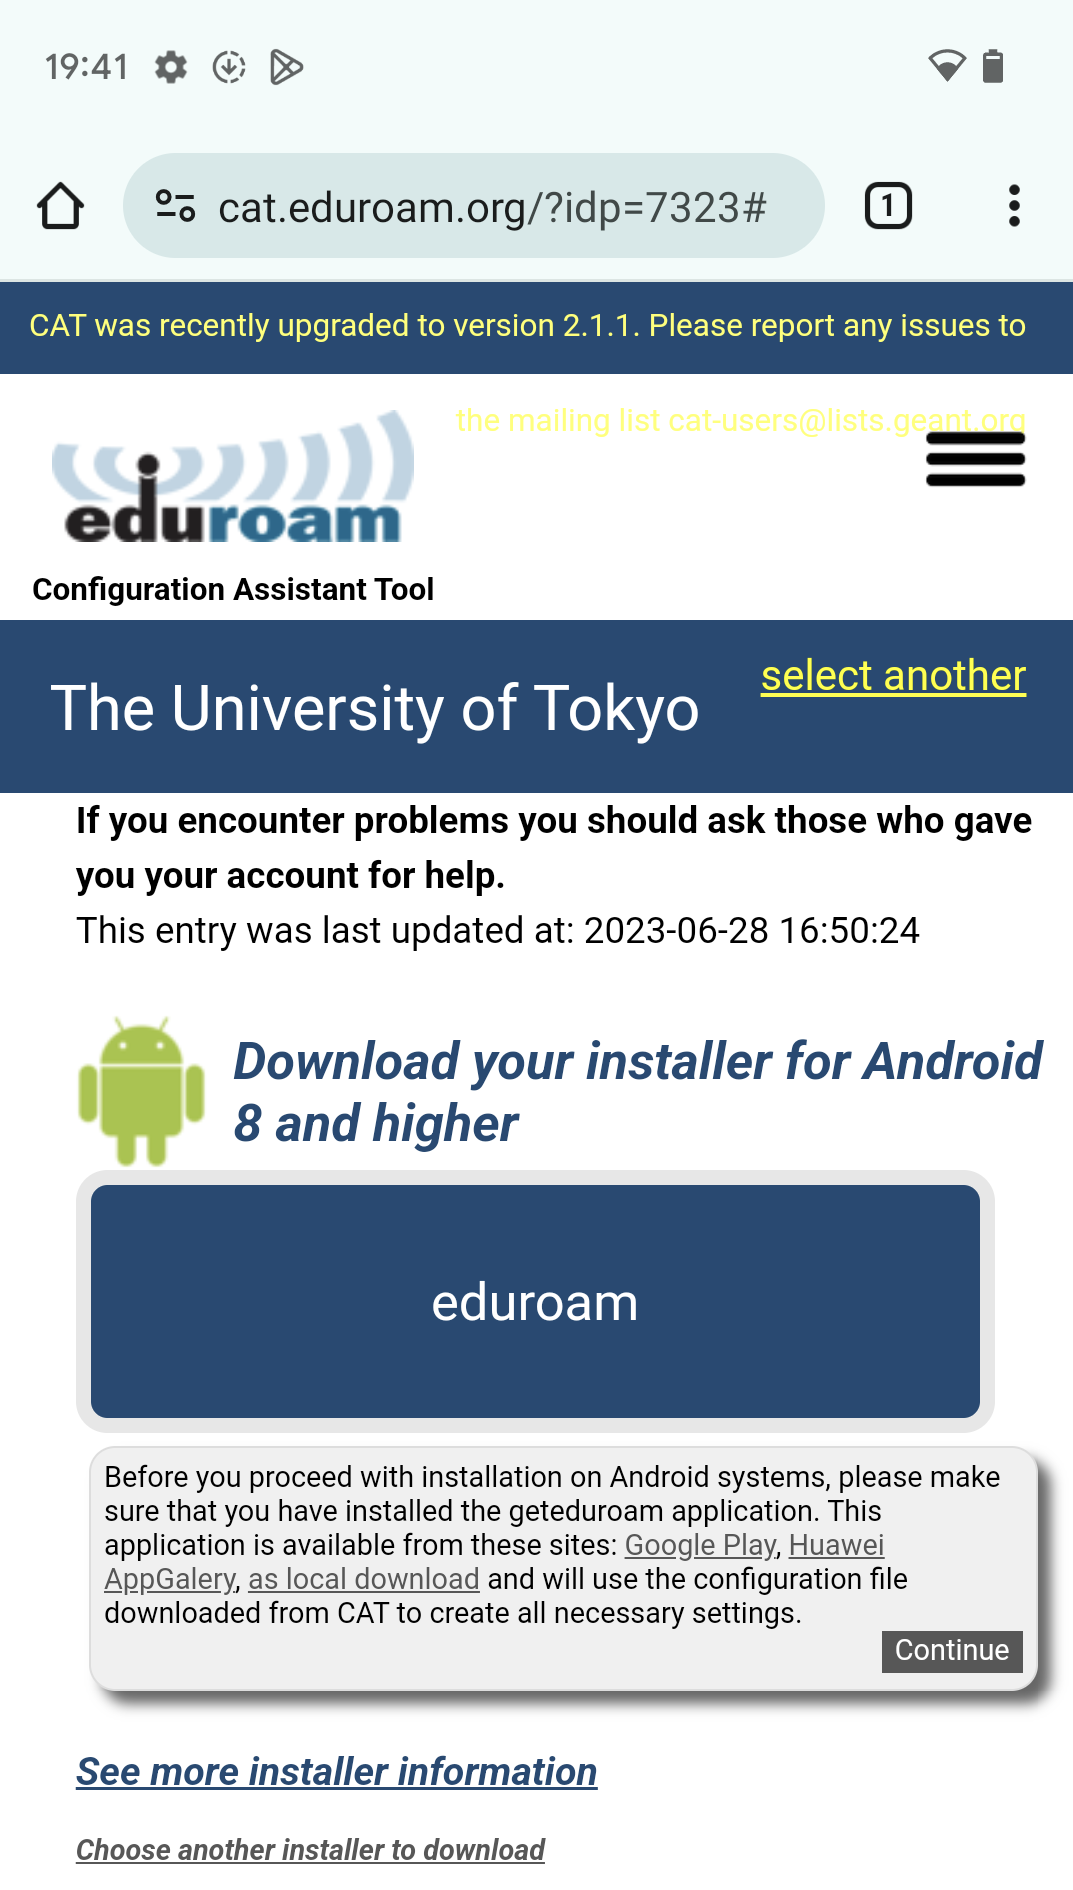 19:41
cat.eduroam.org/?idp=7323#
1
CAT was recently upgraded to version 2.1.1. Please report any issues to
the mailing list cat-users@lists.geant.org
eduroam
Configuration Assistant Tool
The University of Tokyo
select another
If you encounter problems you should ask those who gave
you your account for help.
This entry was last updated at: 2023-06-28 16:50:24
Download your installer for Android
8 and higher
eduroam
Before you proceed with installation on Android systems, please make
sure that you have installed the geteduroam application. This
application is available from these sites: Google Play, Huawei
AppGalery, as local download and will use the configuration file
downloaded from CAT to create all necessary settings.
Continue
See more installer information
Choose another installer to download